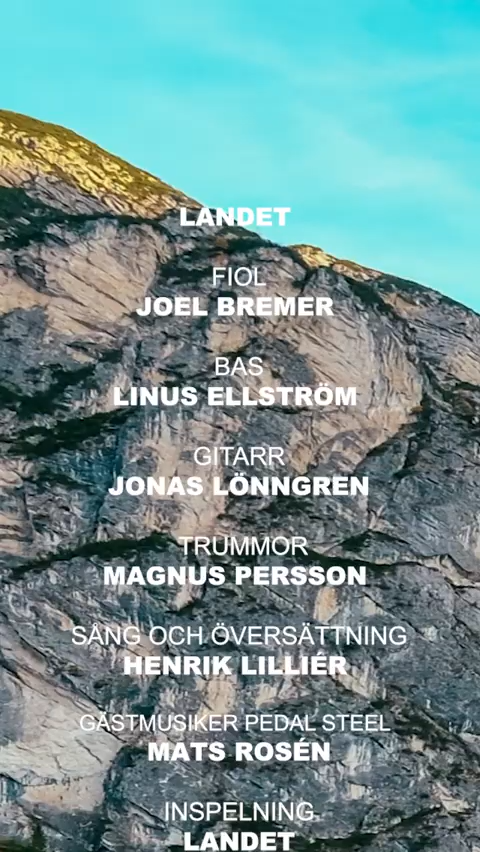 LANDET
FIOL
JOEL BREMER
BAS
LINUS ELLSTRÖM
GITARR
JONAS LÖNNGREN
TRUMMOR
MAGNUS PERSSON
SÅNG OCH ÖVERSÄTTNING
HENRIK LILLIÉR
GÄSTMUSIKER PEDAL STEEL
MATS ROSÉN
INSPELNING
LANDET